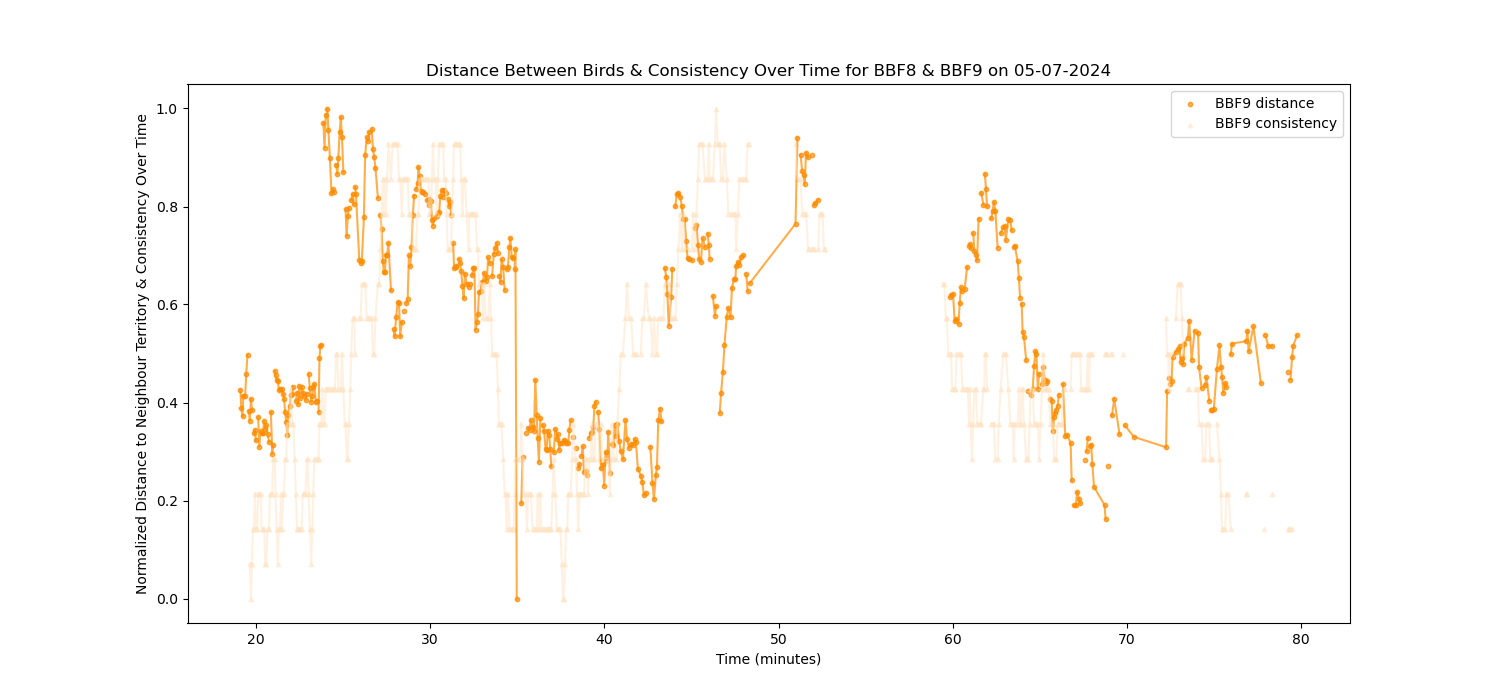 Distance Between Birds & Consistency Over Time for BBF8 & BBF9 on 05-07-2024
BBF9 distance
BBF9 consistency
Normalized Distance to Neighbour Territory & Consistency Over Time
1.0
0.8
0.6
0.4
0.2
0.0
20 30 40 50 60 70 80
Time (minutes)